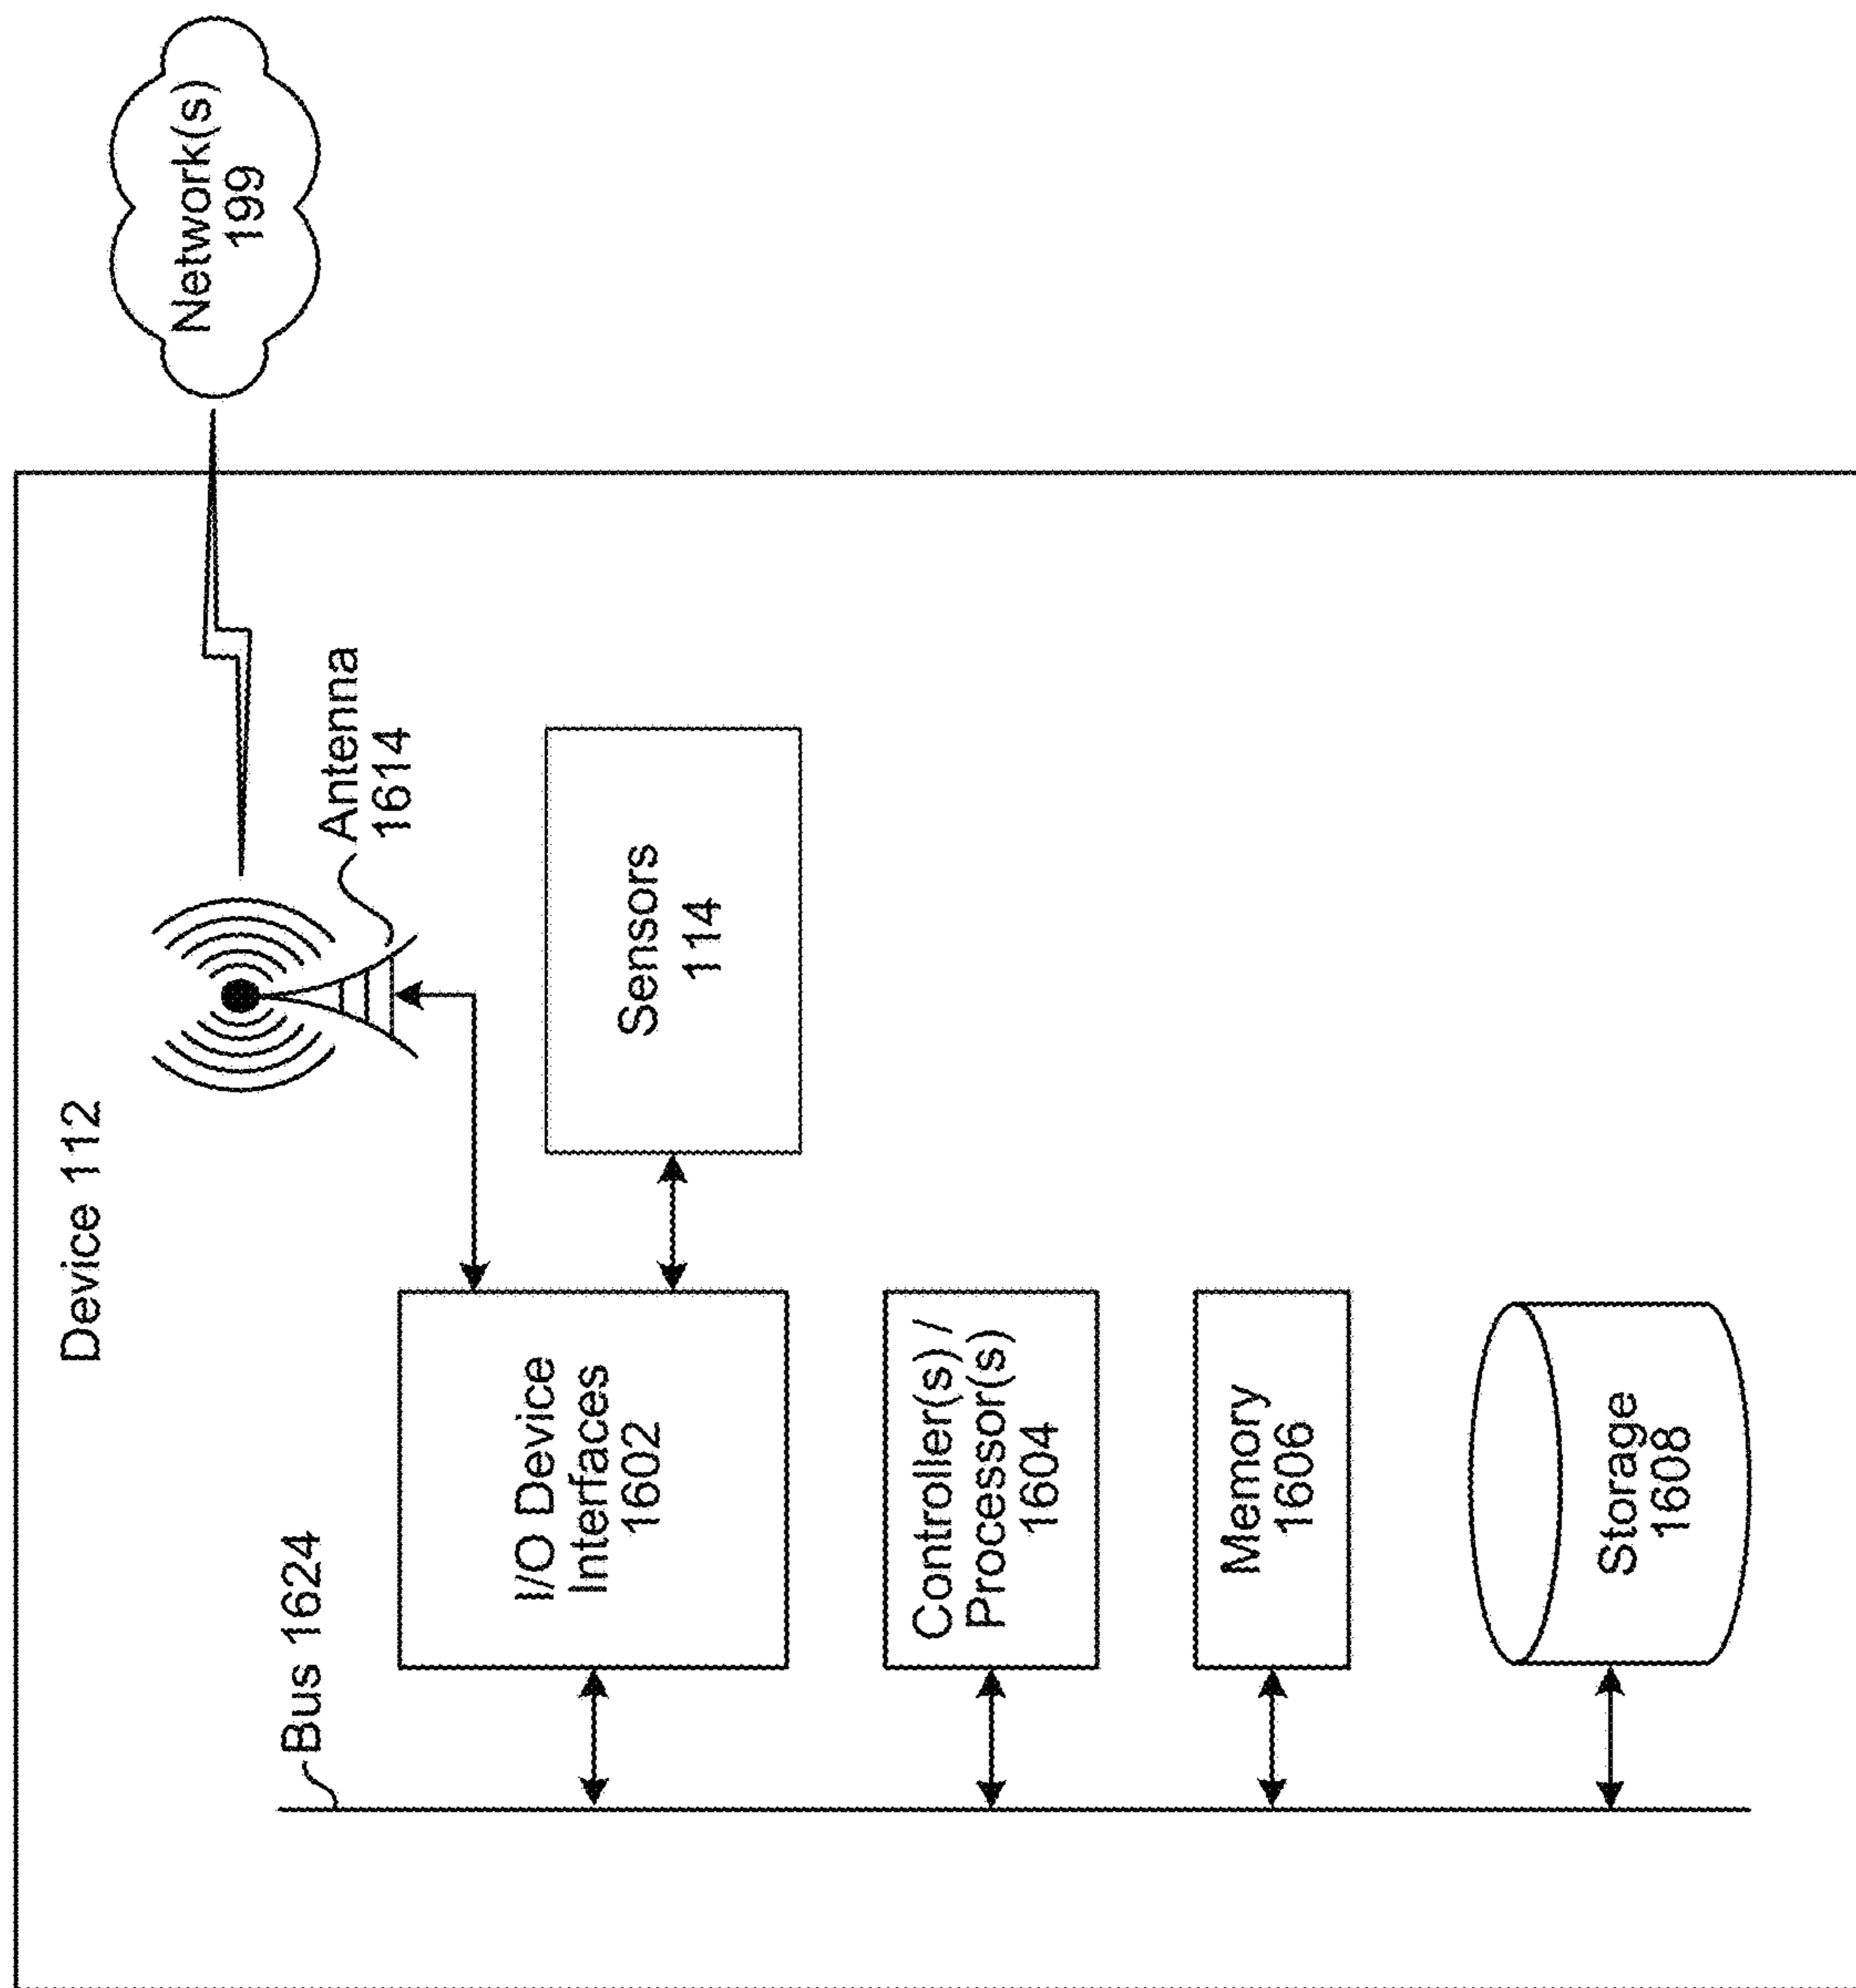 Device 112
Network(s)
199
Bus 1624
Antenna
1614
I/O Device
Interfaces
1602
Sensors
114
Controller(s) /
Processor(s)
1604
Memory
1606
Storage
1608